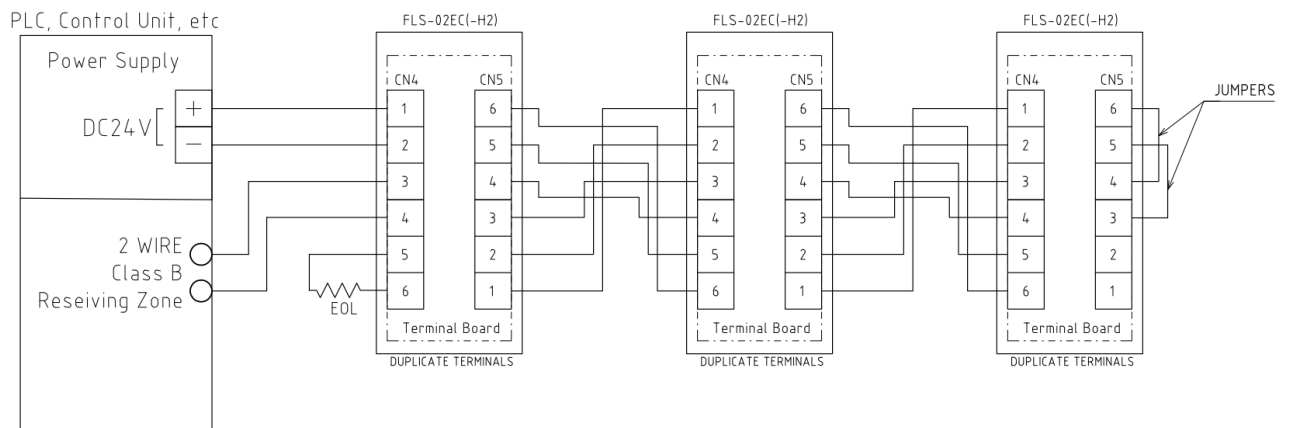 PLC, Control Unit, etc
Power Supply
DC24V
+
−
2 WIRE
Class B
Reseiving Zone
EOL
FLS-02EC(-H2)
CN4
CN5
1
2
3
4
5
6
6
5
4
3
2
1
Terminal Board
DUPLICATE TERMINALS
FLS-02EC(-H2)
CN4
CN5
1
2
3
4
5
6
6
5
4
3
2
1
Terminal Board
DUPLICATE TERMINALS
FLS-02EC(-H2)
CN4
CN5
1
2
3
4
5
6
6
5
4
3
2
1
Terminal Board
DUPLICATE TERMINALS
JUMPERS